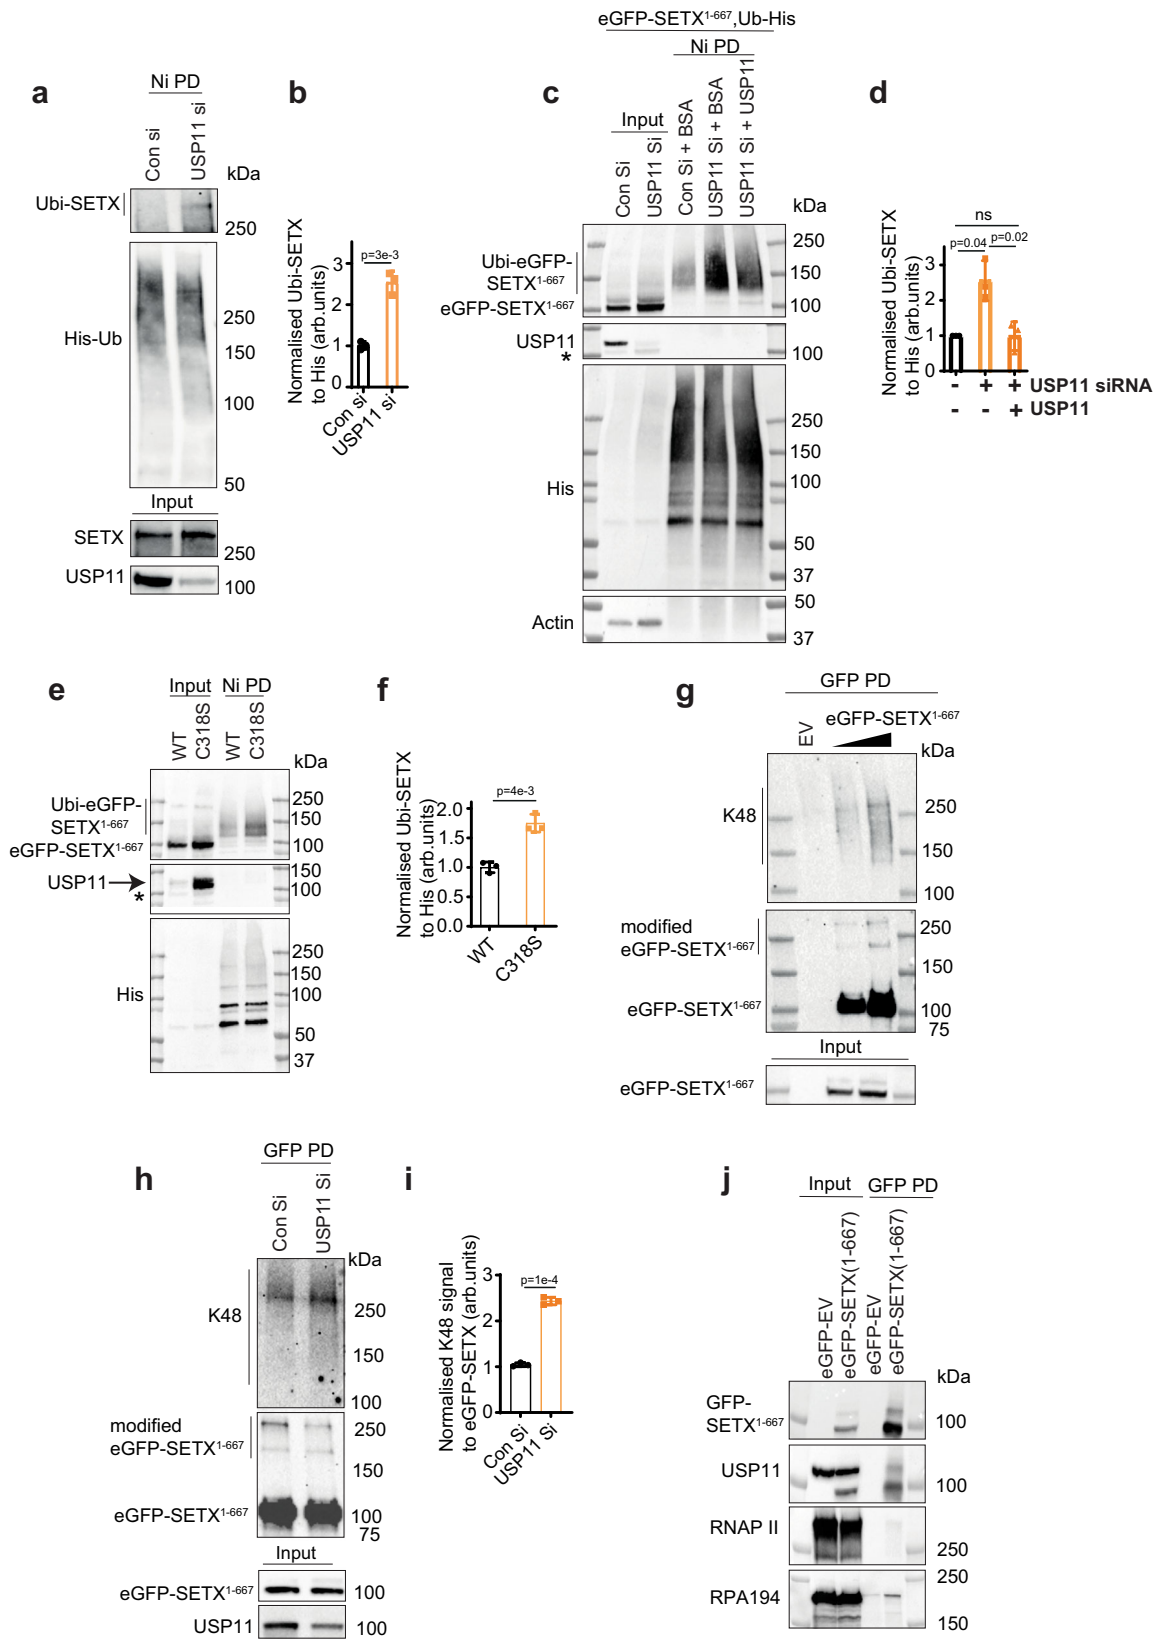 a
Ni PD
Con si
USP11 si
kDa
Ubi-SETX
250
His-Ub
250
150
100
50
Input
SETX
250
USP11
100
b
Normalised Ubi-SETX
to His (arb.units)
p=3e-3
3
2
1
0
Con si
USP11 si
c
eGFP-SETX1-667,Ub-His
Ni PD
Input
Con Si
USP11 Si
Con Si + BSA
USP11 Si + BSA
USP11 Si + USP11
kDa
Ubi-eGFP-
SETX1-667
eGFP-SETX1-667
250
150
100
USP11
*
100
His
250
150
100
50
37
Actin
50
37
d
Normalised Ubi-SETX
to His (arb.units)
ns
p=0.04
p=0.02
3
2
1
0
- + + USP11 siRNA
- - + USP11
e
Input
Ni PD
WT
C318S
WT
C318S
kDa
Ubi-eGFP-
SETX1-667
eGFP-SETX1-667
250
150
100
USP11
*
150
100
His
250
150
100
50
37
f
Normalised Ubi-SETX
to His (arb.units)
p=4e-3
2.0
1.5
1.0
0.5
0.0
WT
C318S
g
GFP PD
EV
eGFP-SETX1-667
kDa
K48
250
150
100
modified
eGFP-SETX1-667
eGFP-SETX1-667
250
150
100
75
Input
eGFP-SETX1-667
h
GFP PD
Con Si
USP11 Si
kDa
K48
250
150
100
modified
eGFP-SETX1-667
eGFP-SETX1-667
250
150
100
75
Input
eGFP-SETX1-667
100
USP11
100
i
Normalised K48 signal
to eGFP-SETX (arb.units)
p=1e-4
3
2
1
0
Con Si
USP11 Si
j
Input
GFP PD
eGFP-EV
eGFP-SETX(1-667)
eGFP-EV
eGFP-SETX(1-667)
kDa
GFP-
SETX1-667
100
USP11
100
RNAP II
250
RPA194
250
150